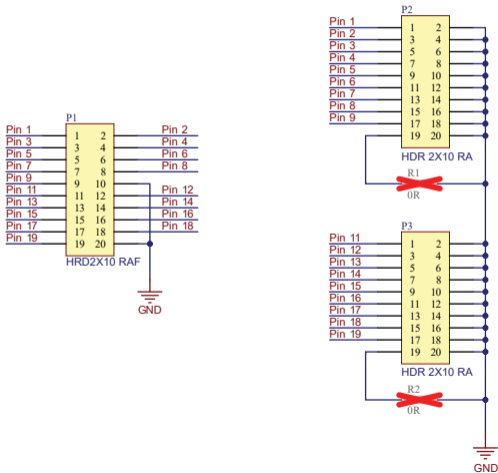 P1
Pin 1 1 2 Pin 2
Pin 3 3 4 Pin 4
Pin 5 5 6 Pin 6
Pin 7 7 8 Pin 8
Pin 9 9 10
Pin 11 11 12 Pin 12
Pin 13 13 14 Pin 14
Pin 15 15 16 Pin 16
Pin 17 17 18 Pin 18
Pin 19 19 20
HRD2X10 RAF
GND
P2
Pin 1 1 2
Pin 2 3 4
Pin 3 5 6
Pin 4 7 8
Pin 5 9 10
Pin 6 11 12
Pin 7 13 14
Pin 8 15 16
Pin 9 17 18
19 20
HDR 2X10 RA
R1
0R
P3
Pin 11 1 2
Pin 12 3 4
Pin 13 5 6
Pin 14 7 8
Pin 15 9 10
Pin 16 11 12
Pin 17 13 14
Pin 18 15 16
Pin 19 17 18
19 20
HDR 2X10 RA
R2
0R
GND